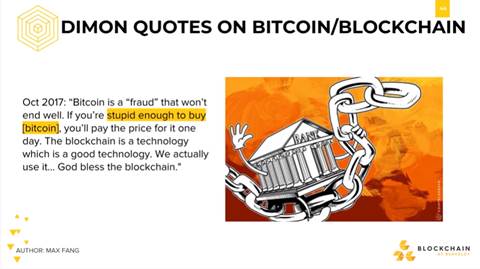 DIMON QUOTES ON BITCOIN/BLOCKCHAIN
Oct 2017: “Bitcoin is a “fraud” that won’t
end well. If you’re stupid enough to buy
[bitcoin], you’ll pay the price for it one
day. The blockchain is a technology
which is a good technology. We actually
use it... God bless the blockchain."
BANK
AUTHOR: MAX FANG
BLOCKCHAIN
AT BERKELEY